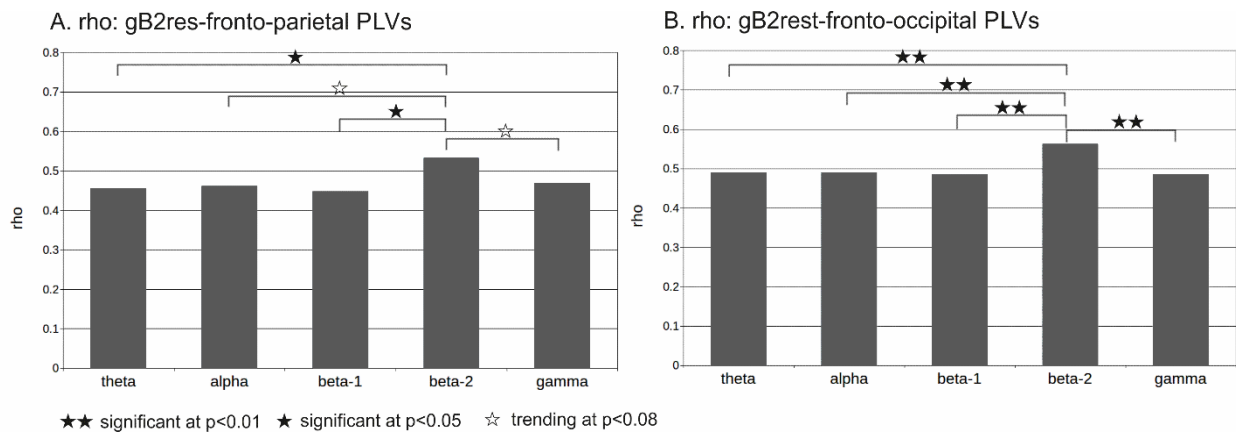 A. rho: gB2res-fronto-parietal PLVs
0.8
0.7
0.6
0.5
0.4
0.3
0.2
0.1
0
rho
theta alpha beta-1 beta-2 gamma
B. rho: gB2rest-fronto-occipital PLVs
0.8
0.7
0.6
0.5
0.4
0.3
0.2
0.1
0
rho
theta alpha beta-1 beta-2 gamma
★★ significant at p<0.01 ★ significant at p<0.05 ☆ trending at p<0.08